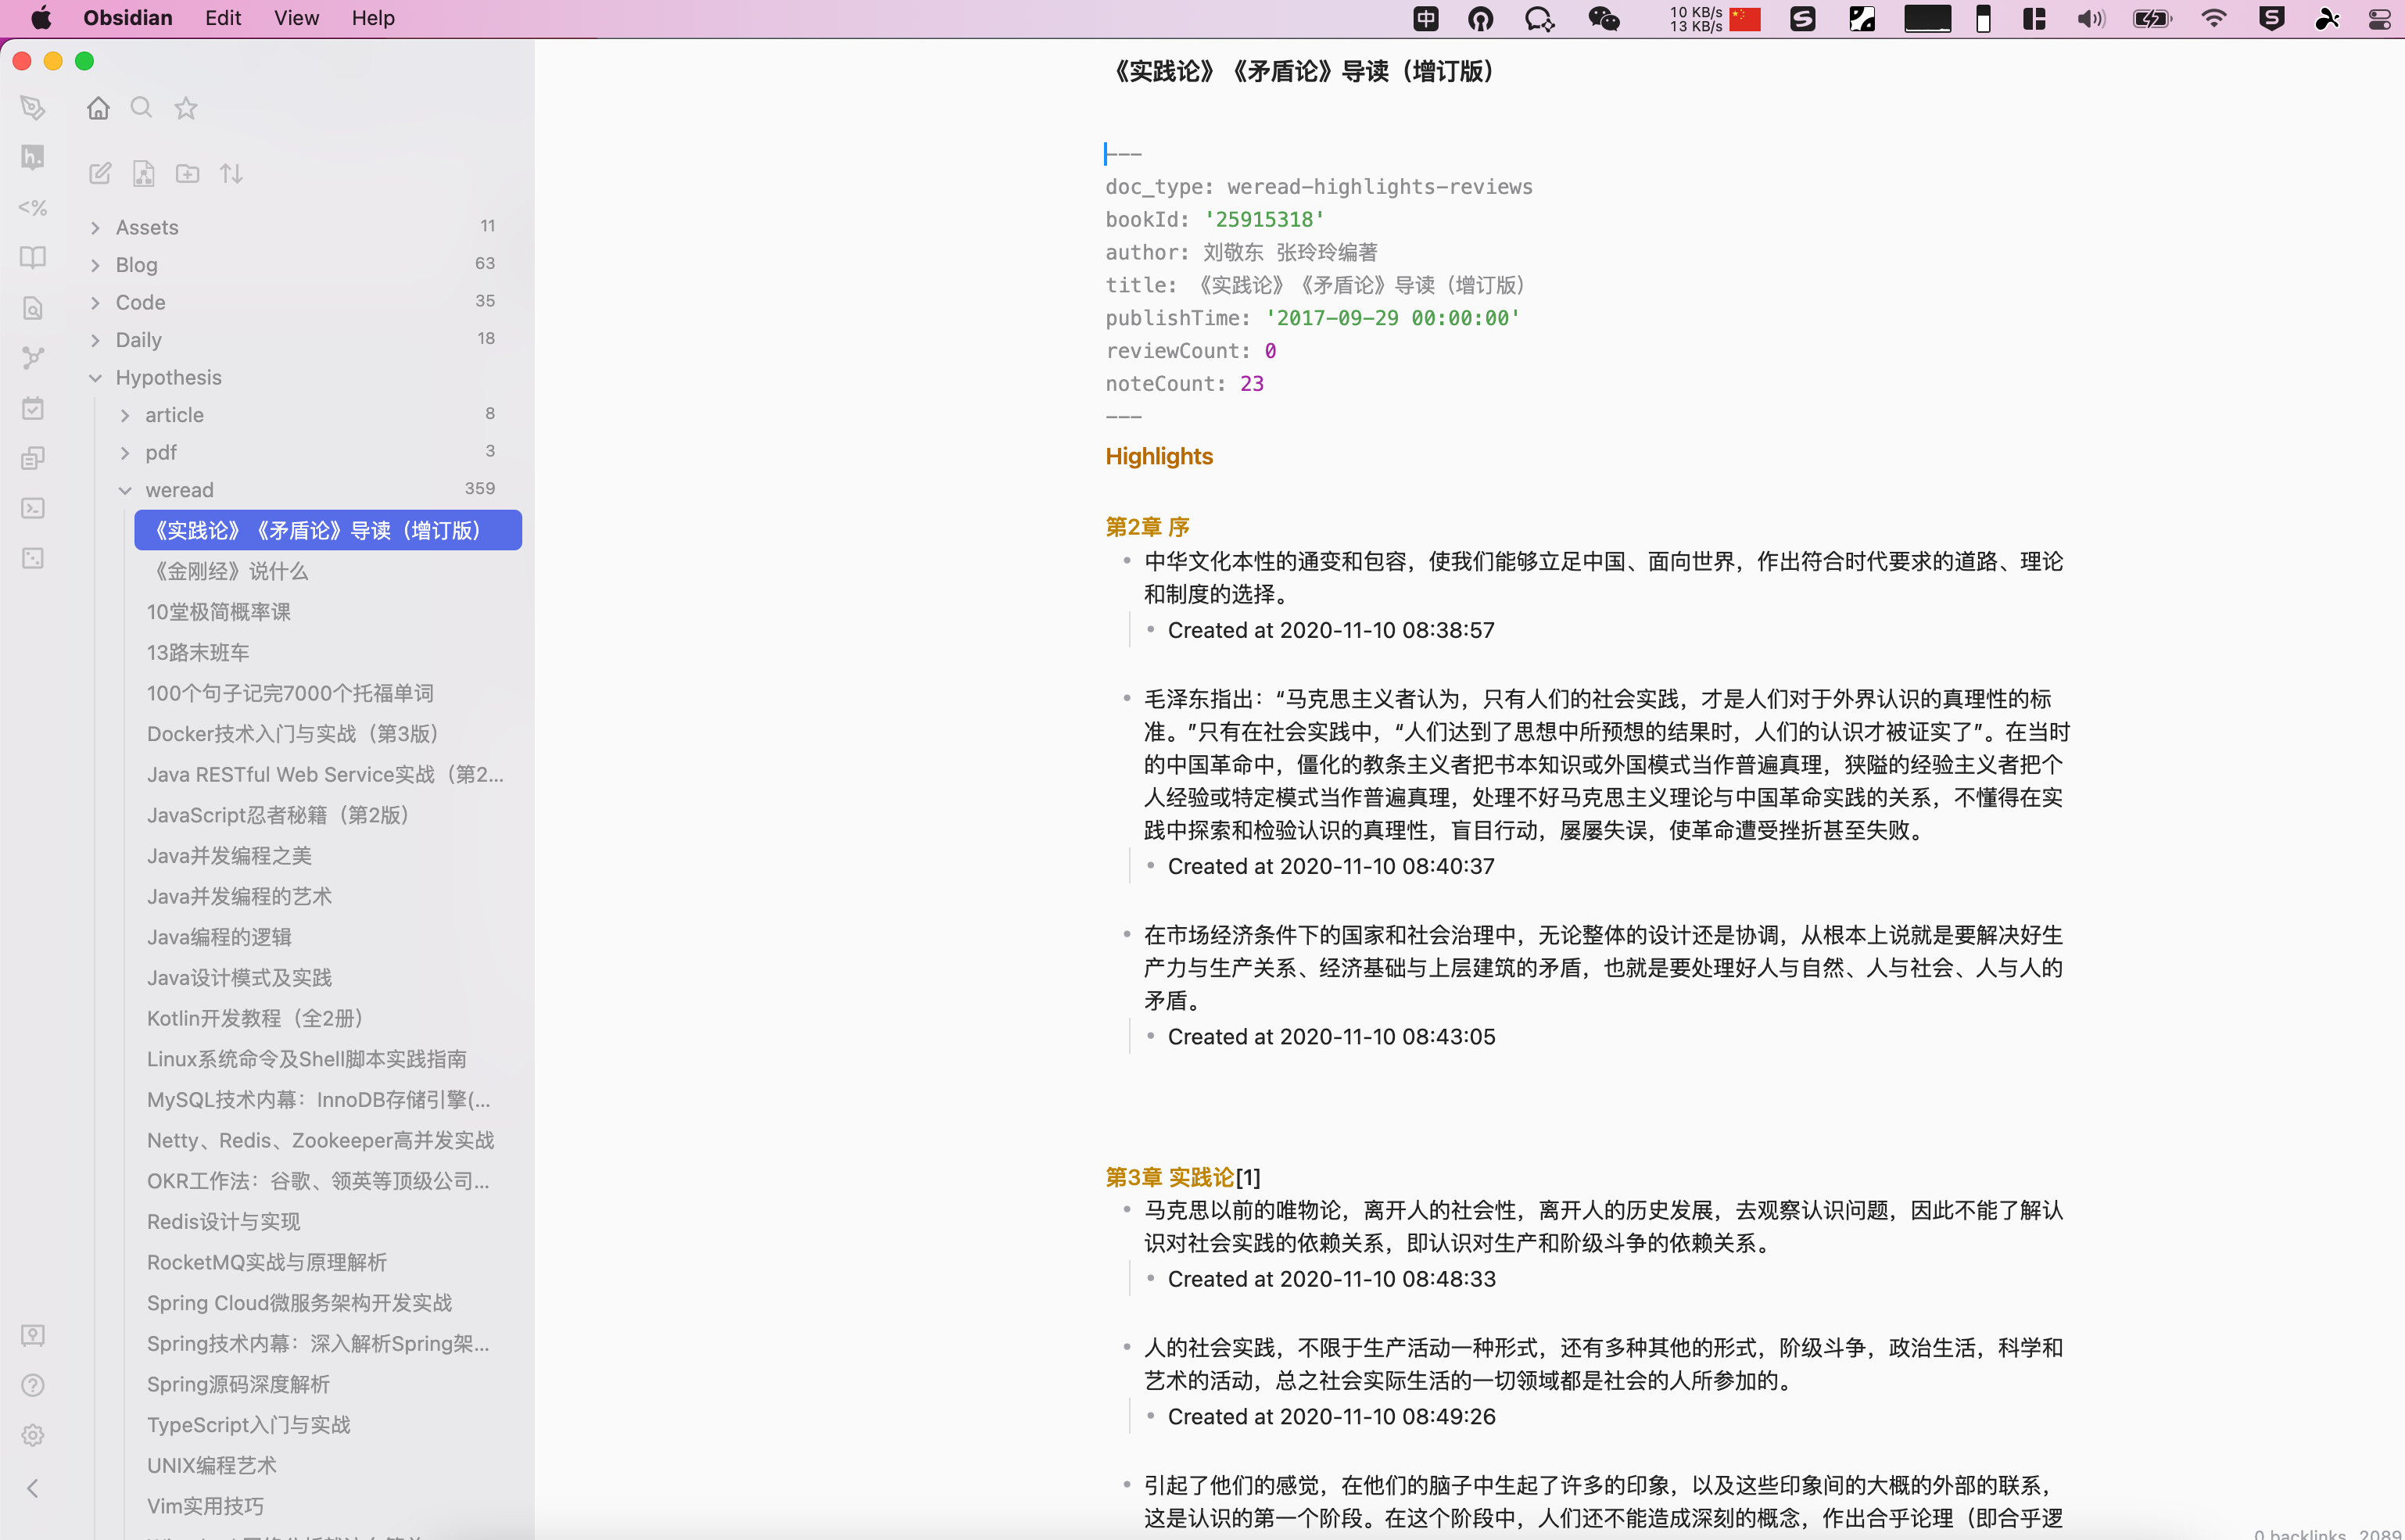 Obsidian Edit View Help
中
10 KB/s
13 KB/s
《实践论》《矛盾论》导读（增订版）
Assets 11
Blog 63
Code 35
Daily 18
Hypothesis
article 8
pdf 3
weread 359
《实践论》《矛盾论》导读（增订版）
《金刚经》说什么
10堂极简概率课
13路末班车
100个句子记完7000个托福单词
Docker技术入门与实战（第3版）
Java RESTful Web Service实战（第2...
JavaScript忍者秘籍（第2版）
Java并发编程之美
Java并发编程的艺术
Java编程的逻辑
Java设计模式及实践
Kotlin开发教程（全2册）
Linux系统命令及Shell脚本实践指南
MySQL技术内幕：InnoDB存储引擎(...
Netty、Redis、Zookeeper高并发实战
OKR工作法：谷歌、领英等顶级公司...
Redis设计与实现
RocketMQ实战与原理解析
Spring Cloud微服务架构开发实战
Spring技术内幕：深入解析Spring架...
Spring源码深度解析
TypeScript入门与实战
UNIX编程艺术
Vim实用技巧
---
doc_type: weread-highlights-reviews
bookId: '25915318'
author: 刘敬东 张玲玲编著
title: 《实践论》《矛盾论》导读（增订版）
publishTime: '2017-09-29 00:00:00'
reviewCount: 0
noteCount: 23
---
Highlights
第2章 序
中华文化本性的通变和包容，使我们能够立足中国、面向世界，作出符合时代要求的道路、理论
和制度的选择。
Created at 2020-11-10 08:38:57
毛泽东指出：“马克思主义者认为，只有人们的社会实践，才是人们对于外界认识的真理性的标
准。”只有在社会实践中，“人们达到了思想中所预想的结果时，人们的认识才被证实了”。在当时
的中国革命中，僵化的教条主义者把书本知识或外国模式当作普遍真理，狭隘的经验主义者把个
人经验或特定模式当作普遍真理，处理不好马克思主义理论与中国革命实践的关系，不懂得在实
践中探索和检验认识的真理性，盲目行动，屡屡失误，使革命遭受挫折甚至失败。
Created at 2020-11-10 08:40:37
在市场经济条件下的国家和社会治理中，无论整体的设计还是协调，从根本上说就是要解决好生
产力与生产关系、经济基础与上层建筑的矛盾，也就是要处理好人与自然、人与社会、人与人的
矛盾。
Created at 2020-11-10 08:43:05
第3章 实践论[1]
马克思以前的唯物论，离开人的社会性，离开人的历史发展，去观察认识问题，因此不能了解认
识对社会实践的依赖关系，即认识对生产和阶级斗争的依赖关系。
Created at 2020-11-10 08:48:33
人的社会实践，不限于生产活动一种形式，还有多种其他的形式，阶级斗争，政治生活，科学和
艺术的活动，总之社会实际生活的一切领域都是社会的人所参加的。
Created at 2020-11-10 08:49:26
引起了他们的感觉，在他们的脑子中生起了许多的印象，以及这些印象间的大概的外部的联系，
这是认识的第一个阶段。在这个阶段中，人们还不能造成深刻的概念，作出合乎论理（即合乎逻
0 backlinks 2089